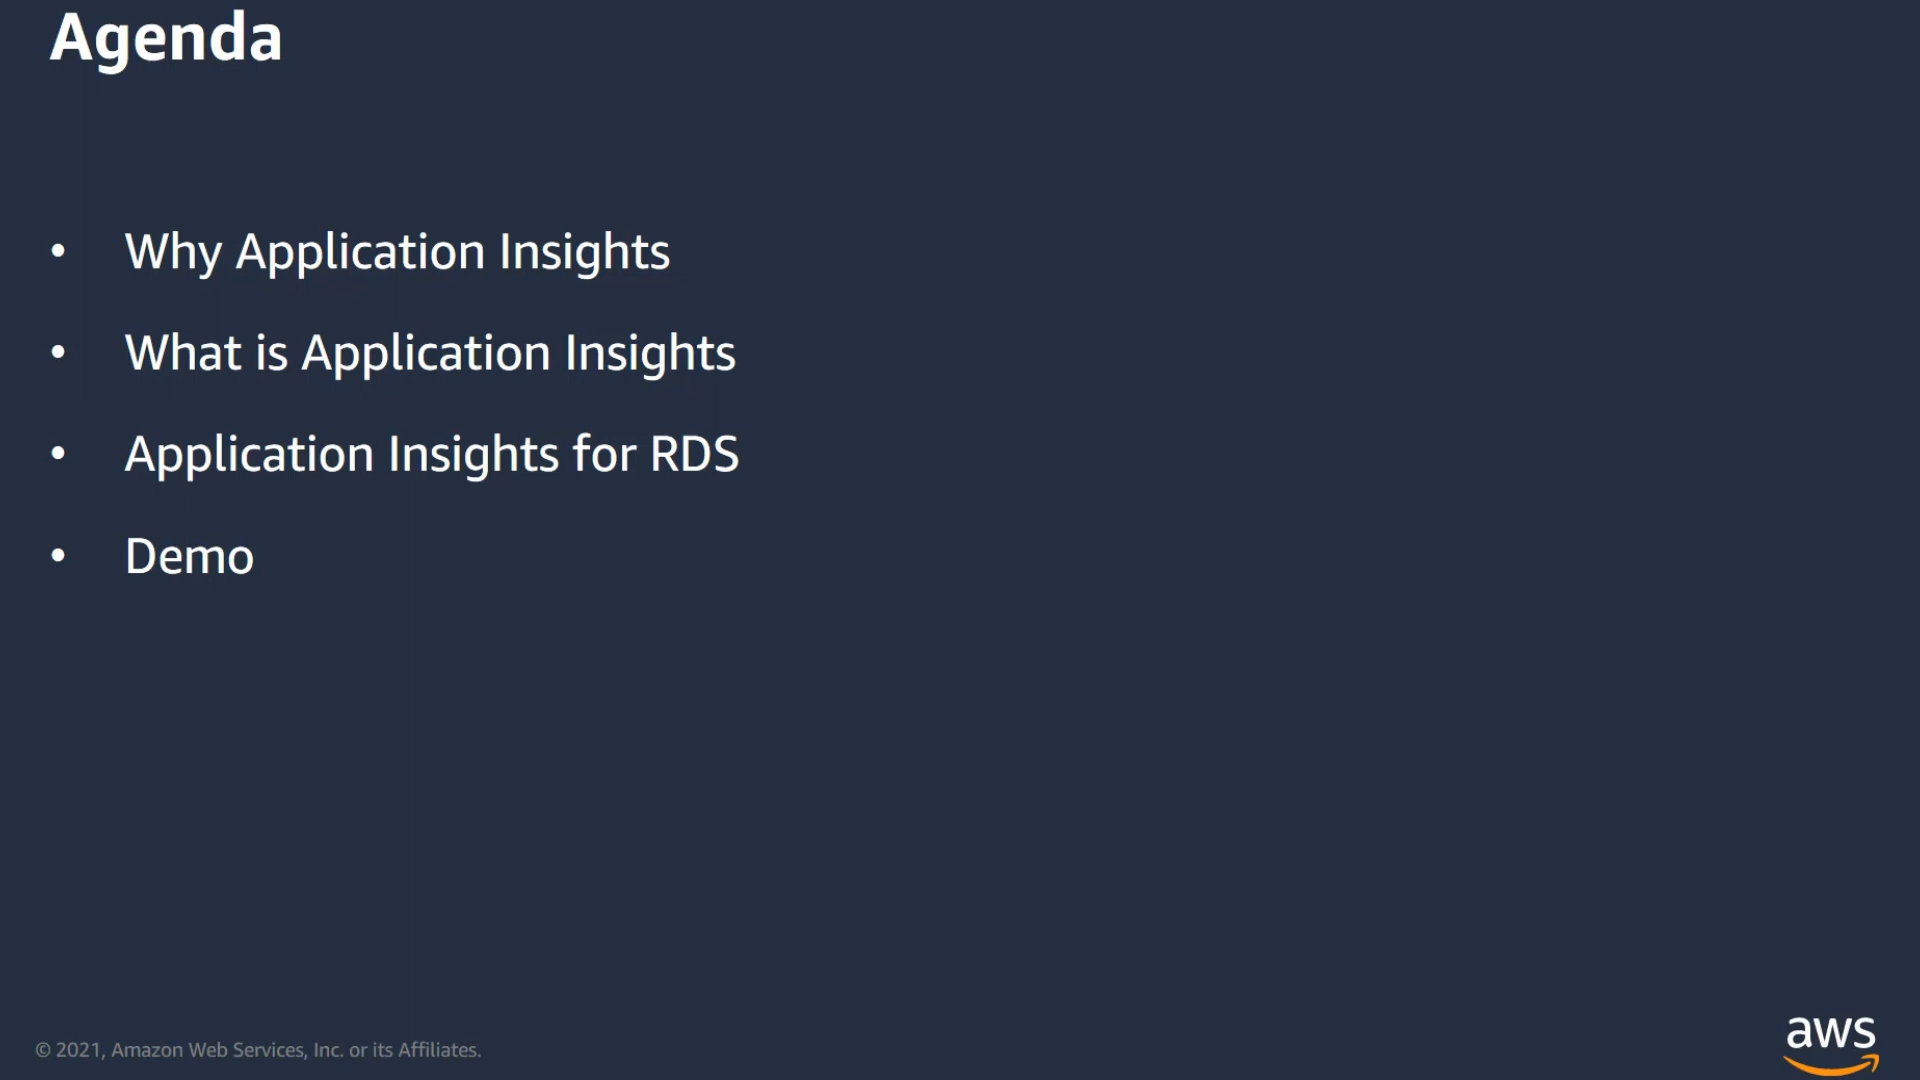 Agenda
• Why Application Insights
• What is Application Insights
• Application Insights for RDS
• Demo
© 2021, Amazon Web Services, Inc. or its Affiliates.
aws